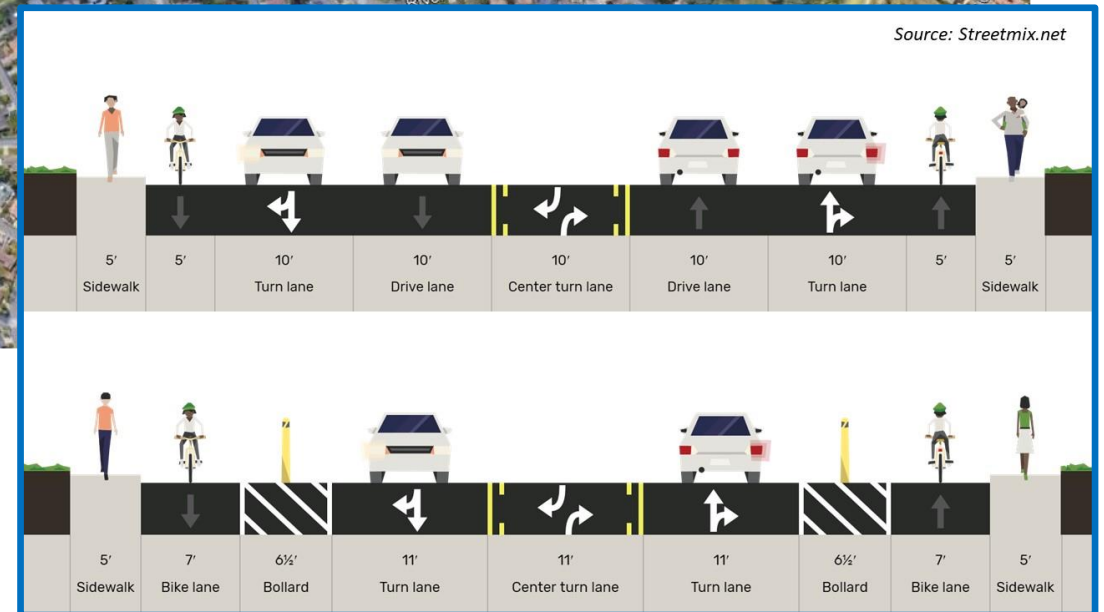 Source: Streetmix.net
5' 5' 10' 10' 10' 10' 10' 5' 5'
Sidewalk Turn lane Drive lane Center turn lane Drive lane Turn lane Sidewalk
5' 7' 6½' 11' 11' 11' 6½' 7' 5'
Sidewalk Bike lane Bollard Turn lane Center turn lane Turn lane Bollard Bike lane Sidewalk